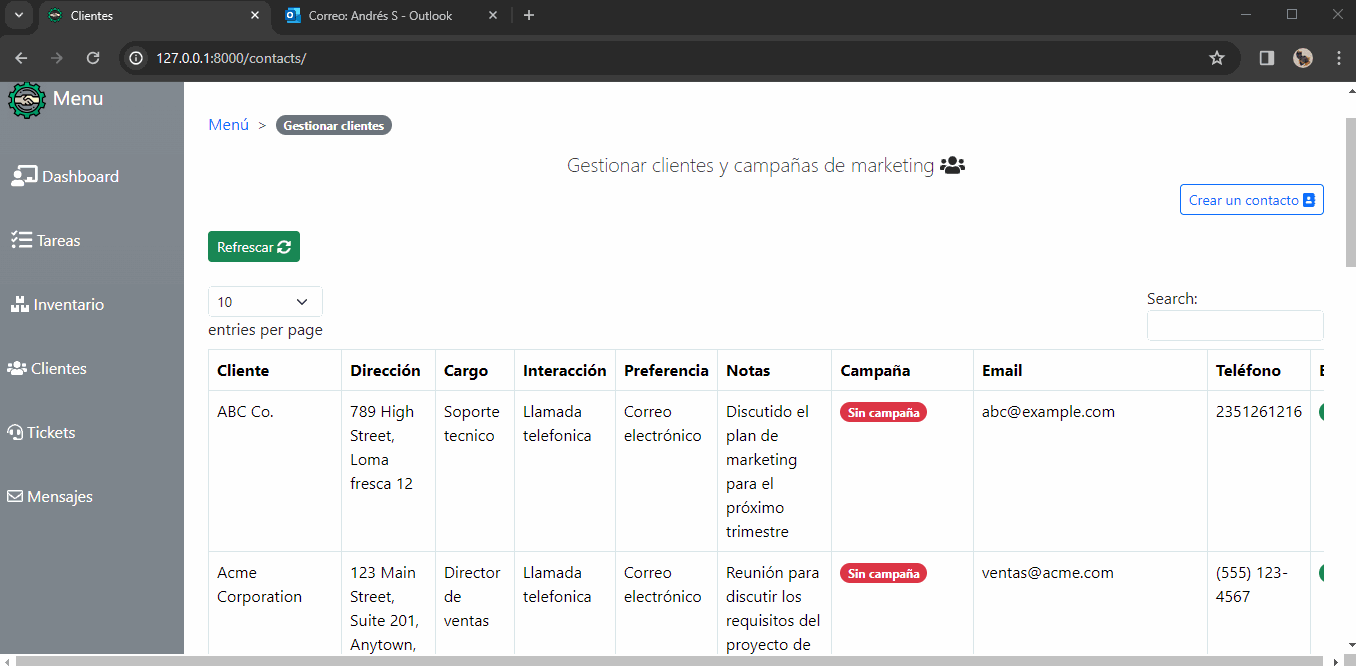 Clientes
Correo: Andrés S - Outlook
127.0.0.1:8000/contacts/
Menu
Dashboard
Tareas
Inventario
Clientes
Tickets
Mensajes
Menú > Gestionar clientes
Gestionar clientes y campañas de marketing
Crear un contacto
Refrescar
10
entries per page
Search:
Cliente Dirección Cargo Interacción Preferencia Notas Campaña Email Teléfono
ABC Co.
789 High
Street,
Loma
fresca 12
Soporte
tecnico
Llamada
telefonica
Correo
electrónico
Discutido el
plan de
marketing
para el
próximo
trimestre
Sin campaña
abc@example.com
2351261216
Acme
Corporation
123 Main
Street,
Suite 201,
Anytown,
Director
de
ventas
Llamada
telefonica
Correo
electrónico
Reunión para
discutir los
requisitos del
proyecto de
Sin campaña
ventas@acme.com
(555) 123-
4567